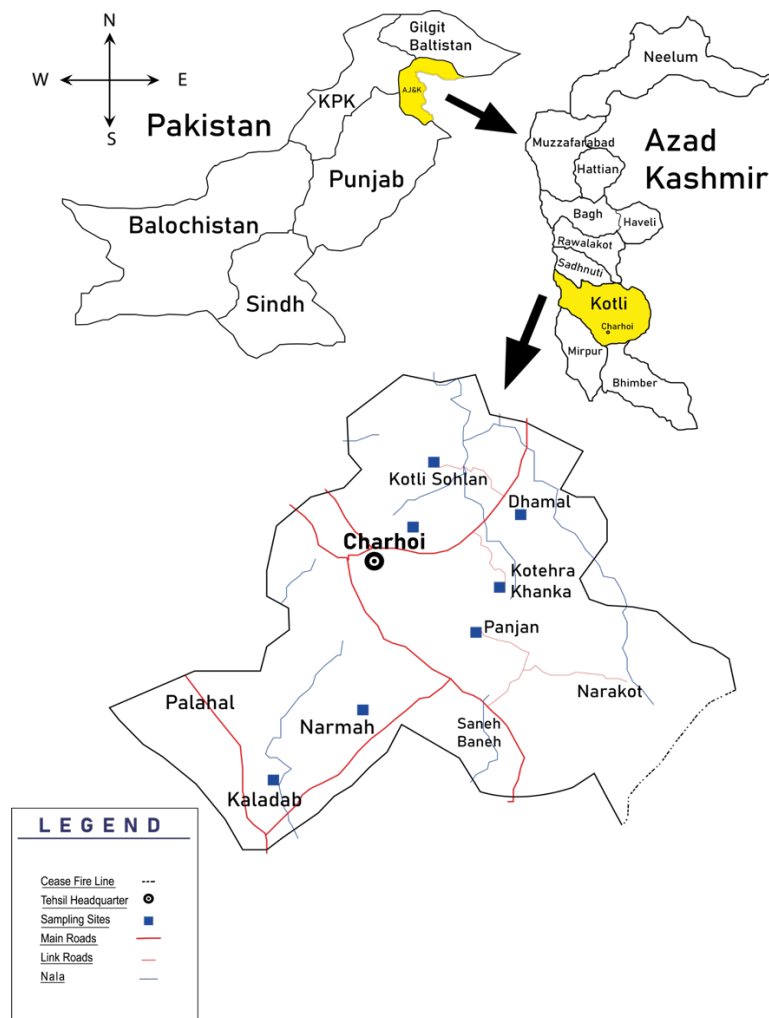 N
W
E
S
Gilgit
Baltistan
AJ&K
KPK
Pakistan
Punjab
Balochistan
Sindh
Neelum
Azad
Kashmir
Muzzafarabad
Hattian
Bagh
Haveli
Rawalakot
Sadhnuti
Kotli
Charhoi
Mirpur
Bhimber
Kotli Sohlan
Dhamal
Charhoi
Kotehra
Khanka
Panjan
Narakot
Palahal
Narmah
Saneh
Baneh
Kaladab
LEGEND
Cease Fire Line
Tehsil Headquarter
Sampling Sites
Main Roads
Link Roads
Nala